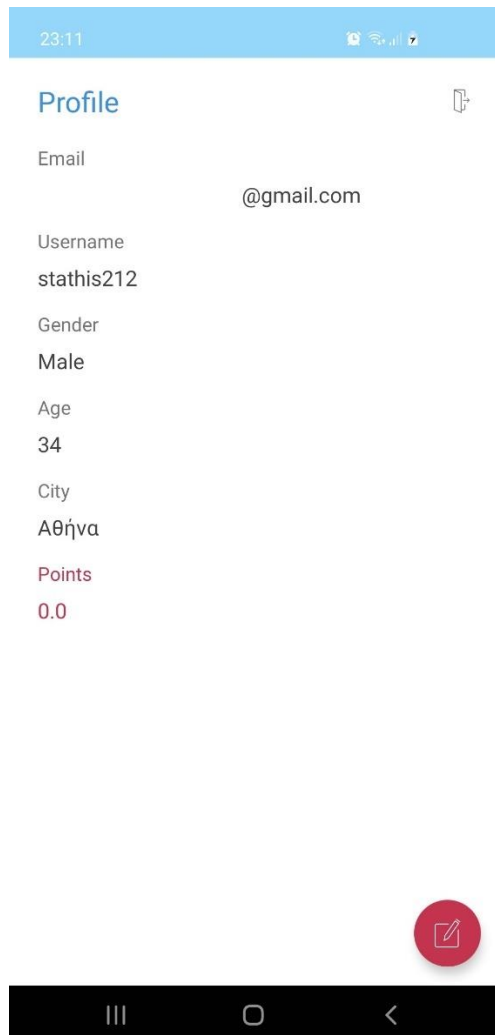 23:11
Profile
Email
@gmail.com
Username
stathis212
Gender
Male
Age
34
City
Αθήνα
Points
0.0